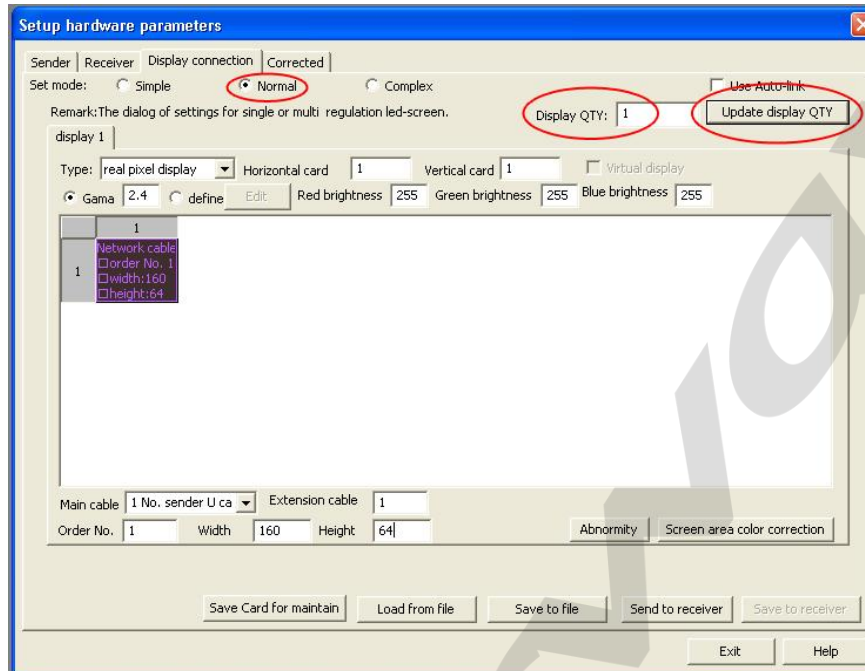 Setup hardware parameters
Sender Receiver Display connection Corrected
Set mode: Simple Normal Complex Use Auto-link
Remark:The dialog of settings for single or multi regulation led-screen. Display QTY: 1 Update display QTY
display 1
Type: real pixel display Horizontal card 1 Vertical card 1 Virtual display
Gama 2.4 define Edit Red brightness 255 Green brightness 255 Blue brightness 255
1
Network cable
1 order No. 1
width:160
height:64
Main cable 1 No. sender U ca Extension cable 1
Order No. 1 Width 160 Height 64 Abnormity Screen area color correction
Save Card for maintain Load from file Save to file Send to receiver Save to receiver
Exit Help